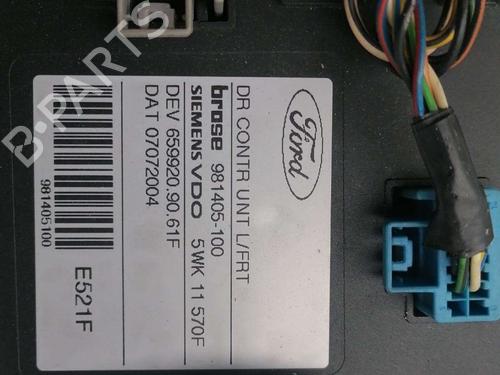 Ford
DR CONTR UNT L/FRT
brose 981405-100
SIEMENS VDO 5WK 11 570F
DEV 659920.90.61F
DAT 07072004
981405100
E521F